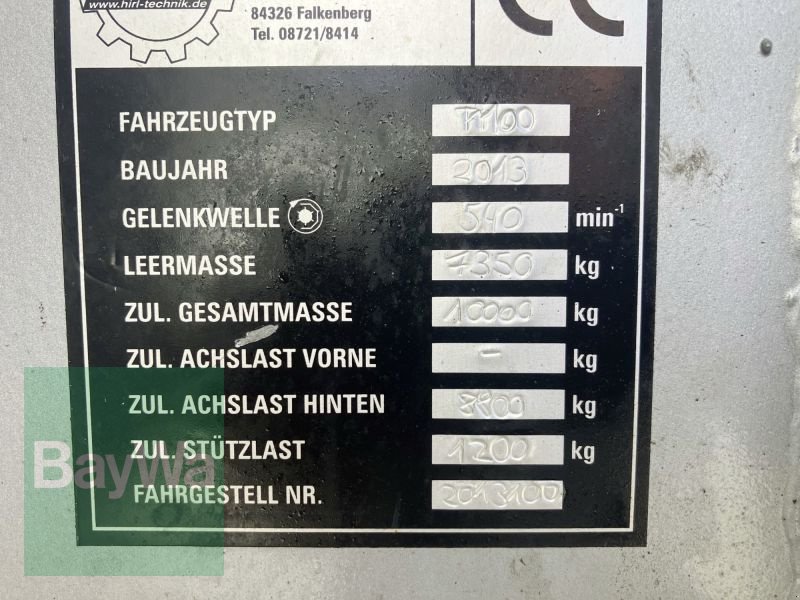 www.hirl-technik.de
84326 Falkenberg
Tel. 08721/8414
CE
FAHRZEUGTYP
BAUJAHR 2013
GELENKWELLE 540 min⁻¹
LEERMASSE 7350 kg
ZUL. GESAMTMASSE 10000 kg
ZUL. ACHSLAST VORNE - kg
ZUL. ACHSLAST HINTEN kg
ZUL. STÜTZLAST 1200 kg
FAHRGESTELL NR. 2013100
BayWa